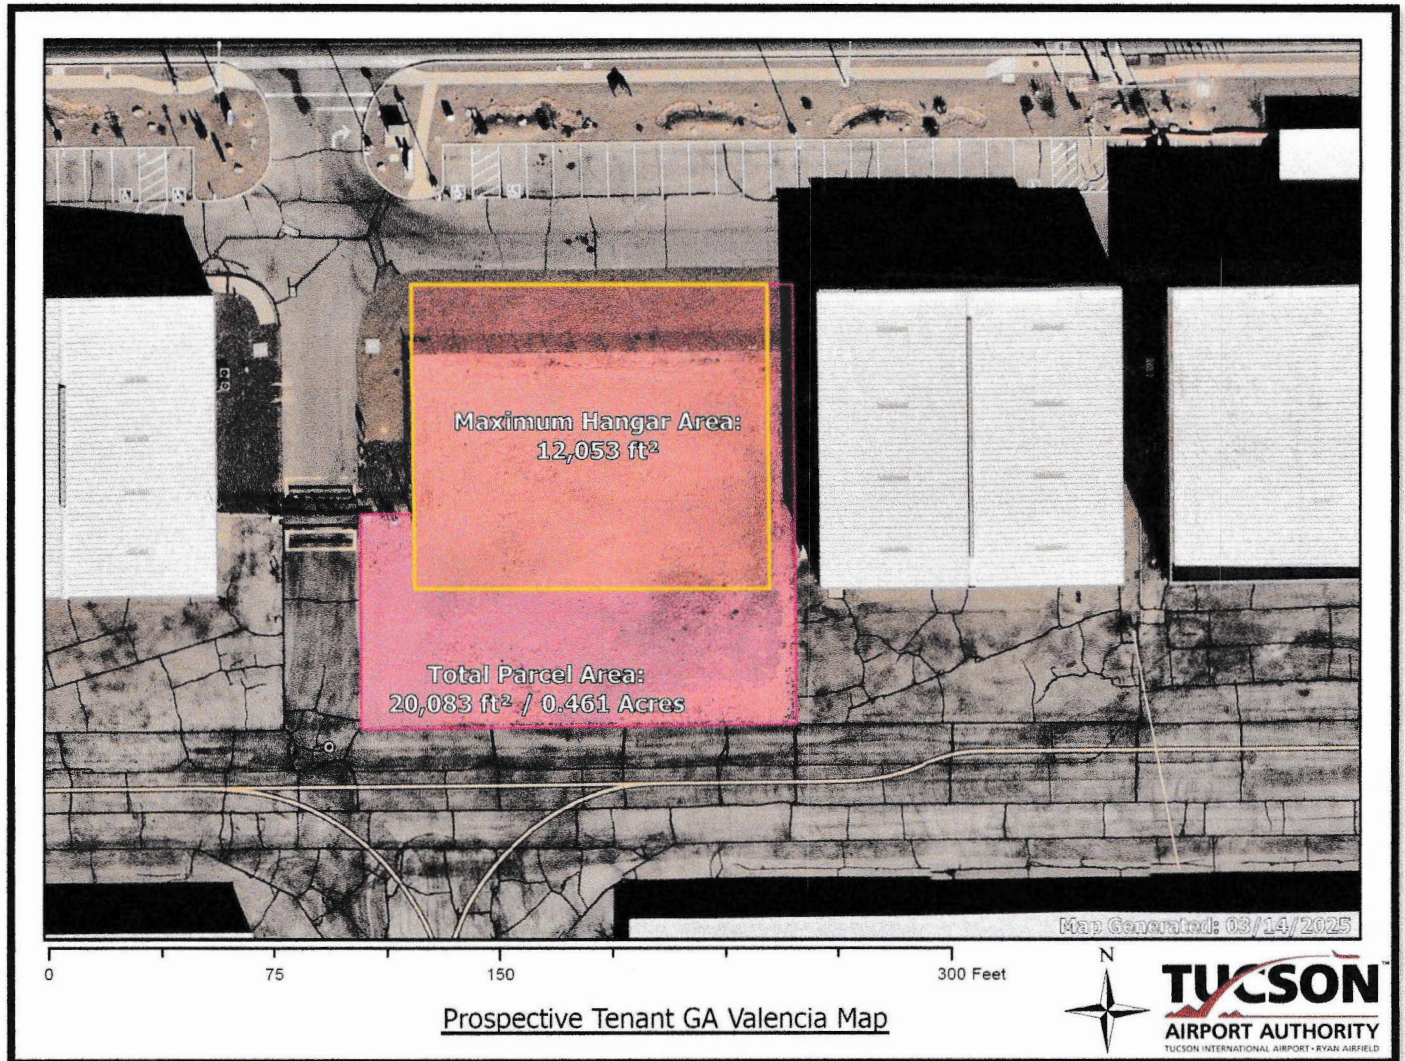 Maximum Hangar Area:
12,053 ft²
Total Parcel Area:
20,083 ft² / 0.461 Acres
Map Generated: 03/14/2025
0 75 150 300 Feet
N
Prospective Tenant GA Valencia Map
TUCSON™
AIRPORT AUTHORITY
TUCSON INTERNATIONAL AIRPORT • RYAN AIRFIELD